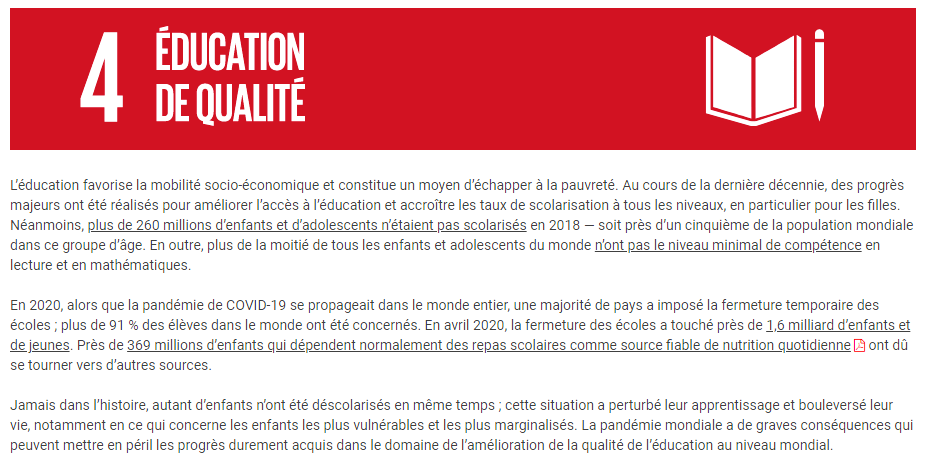 4
ÉDUCATION
DE QUALITÉ
L’éducation favorise la mobilité socio-économique et constitue un moyen d’échapper à la pauvreté. Au cours de la dernière décennie, des progrès
majeurs ont été réalisés pour améliorer l’accès à l’éducation et accroître les taux de scolarisation à tous les niveaux, en particulier pour les filles.
Néanmoins, plus de 260 millions d’enfants et d’adolescents n’étaient pas scolarisés en 2018 — soit près d’un cinquième de la population mondiale
dans ce groupe d’âge. En outre, plus de la moitié de tous les enfants et adolescents du monde n’ont pas le niveau minimal de compétence en
lecture et en mathématiques.
En 2020, alors que la pandémie de COVID-19 se propageait dans le monde entier, une majorité de pays a imposé la fermeture temporaire des
écoles ; plus de 91 % des élèves dans le monde ont été concernés. En avril 2020, la fermeture des écoles a touché près de 1,6 milliard d’enfants et
de jeunes. Près de 369 millions d’enfants qui dépendent normalement des repas scolaires comme source fiable de nutrition quotidienne ont dû
se tourner vers d’autres sources.
Jamais dans l’histoire, autant d’enfants n’ont été déscolarisés en même temps ; cette situation a perturbé leur apprentissage et bouleversé leur
vie, notamment en ce qui concerne les enfants les plus vulnérables et les plus marginalisés. La pandémie mondiale a de graves conséquences qui
peuvent mettre en péril les progrès durement acquis dans le domaine de l’amélioration de la qualité de l’éducation au niveau mondial.